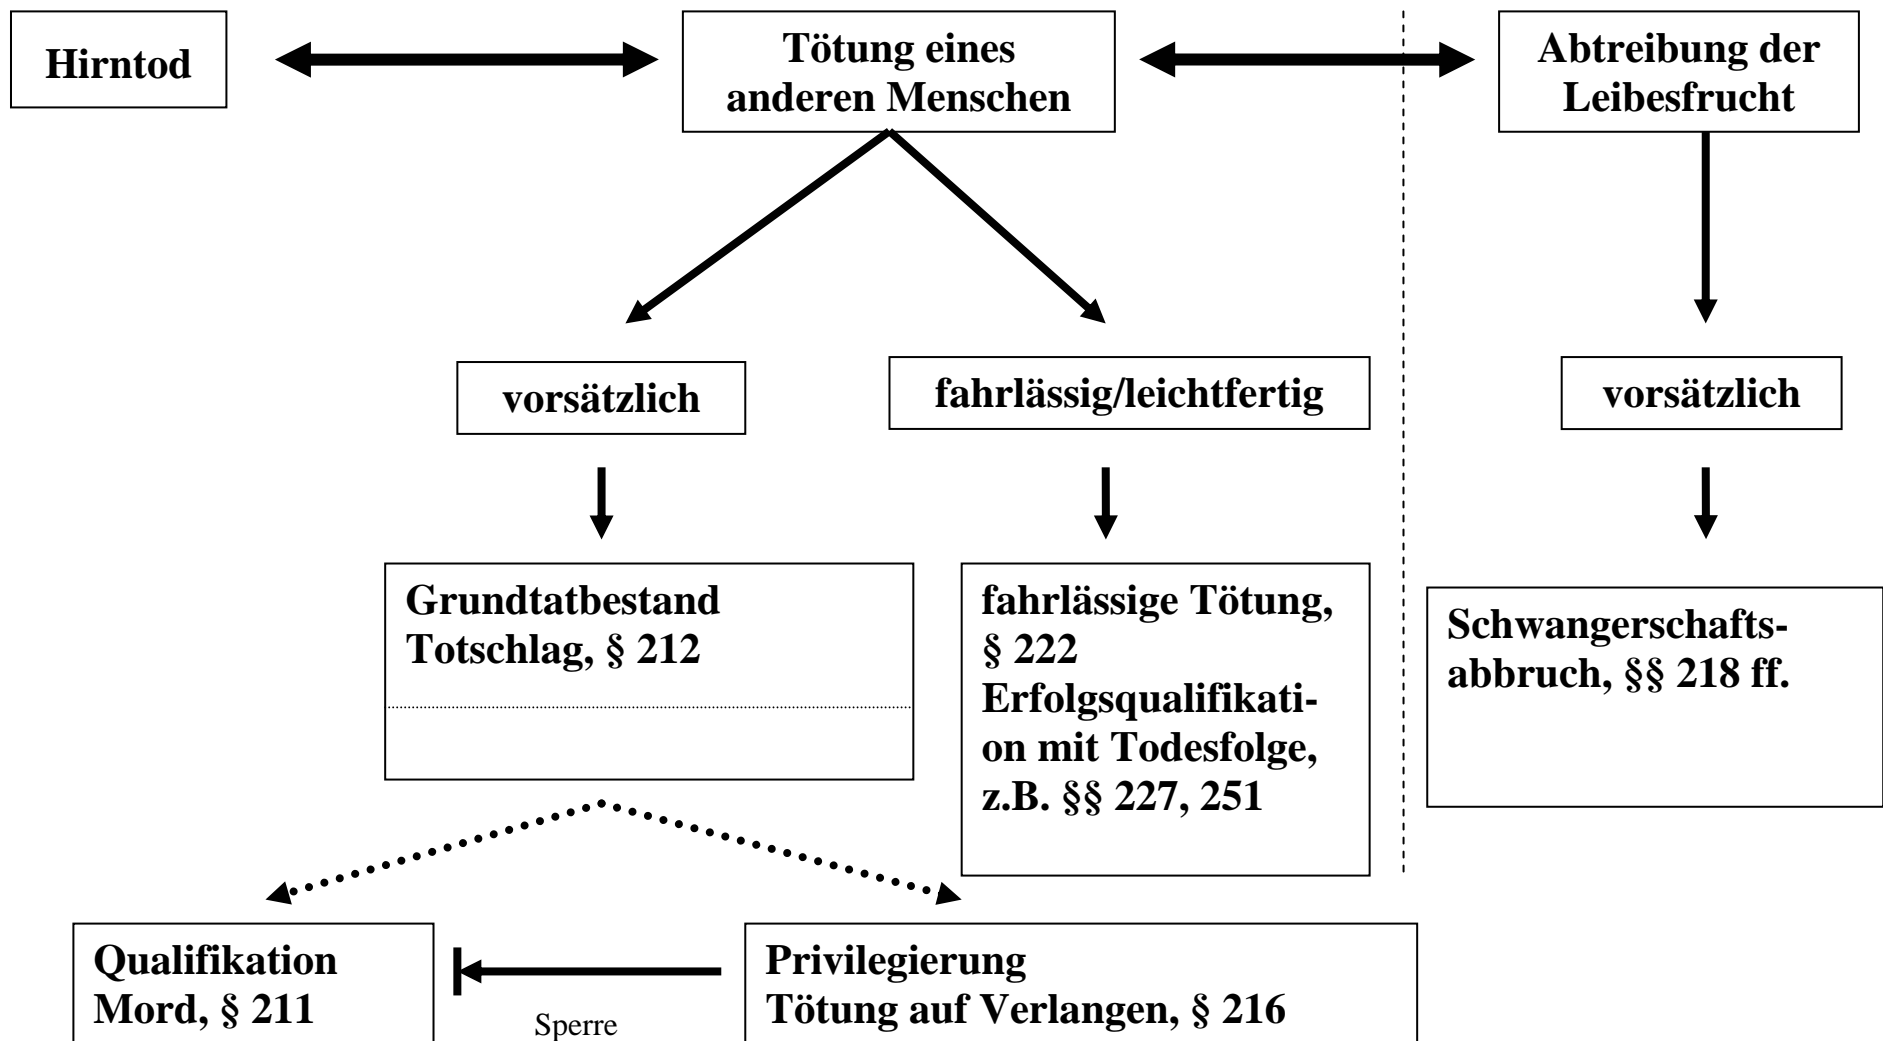 Hirntod
Tötung eines
anderen Menschen
Abtreibung der
Leibesfrucht
vorsätzlich
fahrlässig/leichtfertig
vorsätzlich
Grundtatbestand
Totschlag, § 212
fahrlässige Tötung,
§ 222
Erfolgsqualifikati-
on mit Todesfolge,
z.B. §§ 227, 251
Schwangerschafts-
abbruch, §§ 218 ff.
Qualifikation
Mord, § 211
Sperre
Privilegierung
Tötung auf Verlangen, § 216